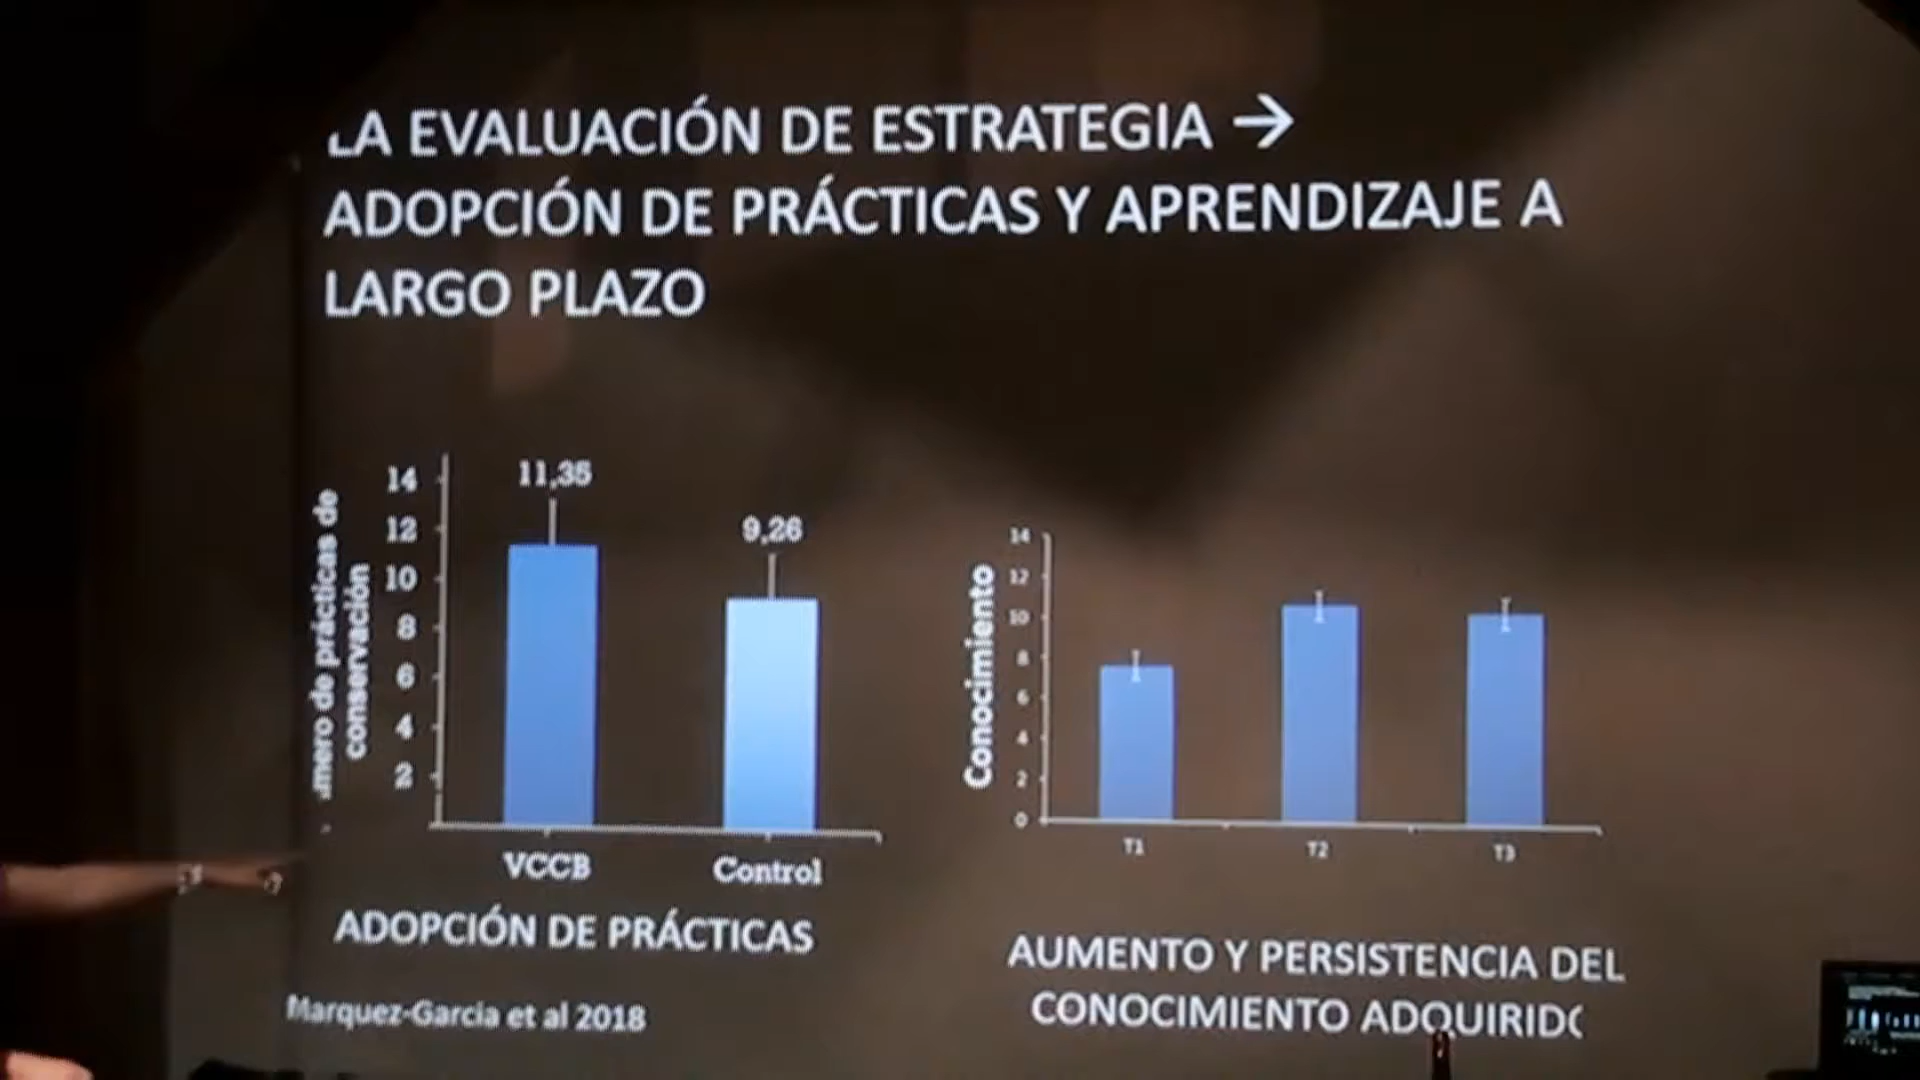 LA EVALUACIÓN DE ESTRATEGIA →
ADOPCIÓN DE PRÁCTICAS Y APRENDIZAJE A
LARGO PLAZO
mero de prácticas de
conservación
14
12
10
8
6
4
2
11,35
9,26
VCCB
Control
ADOPCIÓN DE PRÁCTICAS
Marquez-Garcia et al 2018
Conocimiento
14
12
10
8
6
4
2
0
T1
T2
T3
AUMENTO Y PERSISTENCIA DEL
CONOCIMIENTO ADQUIRIDO